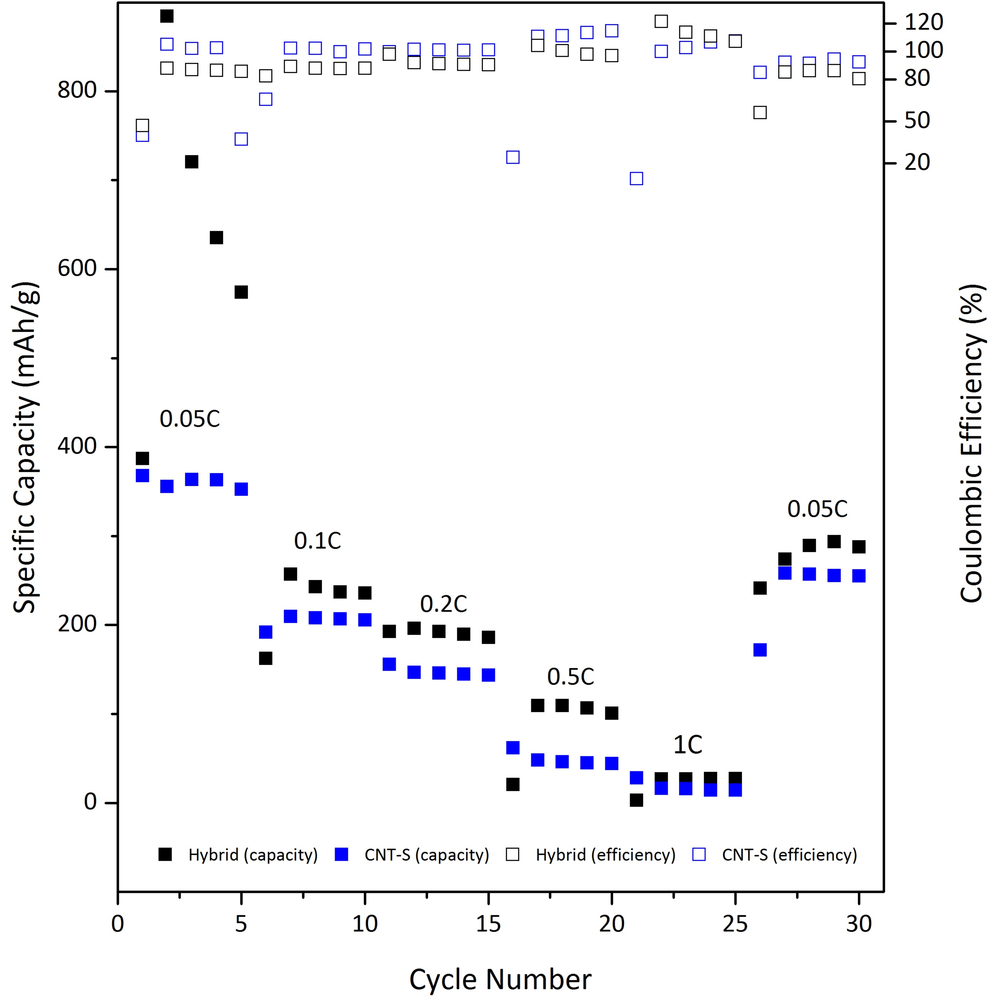 Specific Capacity (mAh/g)
800
600
400
200
0
120
100
80
50
20
Coulombic Efficiency (%)
0.05C
0.1C
0.2C
0.5C
1C
0.05C
Hybrid (capacity) CNT-S (capacity) Hybrid (efficiency) CNT-S (efficiency)
0 5 10 15 20 25 30
Cycle Number